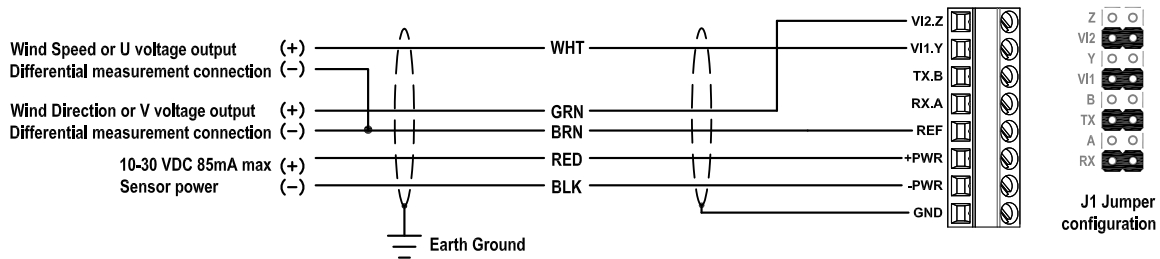 Wind Speed or U voltage output (+)
Differential measurement connection (−)
Wind Direction or V voltage output (+)
Differential measurement connection (−)
10-30 VDC 85mA max (+)
Sensor power (−)
Earth Ground
WHT
GRN
BRN
RED
BLK
VI2.Z
VI1.Y
TX.B
RX.A
REF
+PWR
-PWR
GND
Z
VI2
Y
VI1
B
TX
A
RX
J1 Jumper
configuration